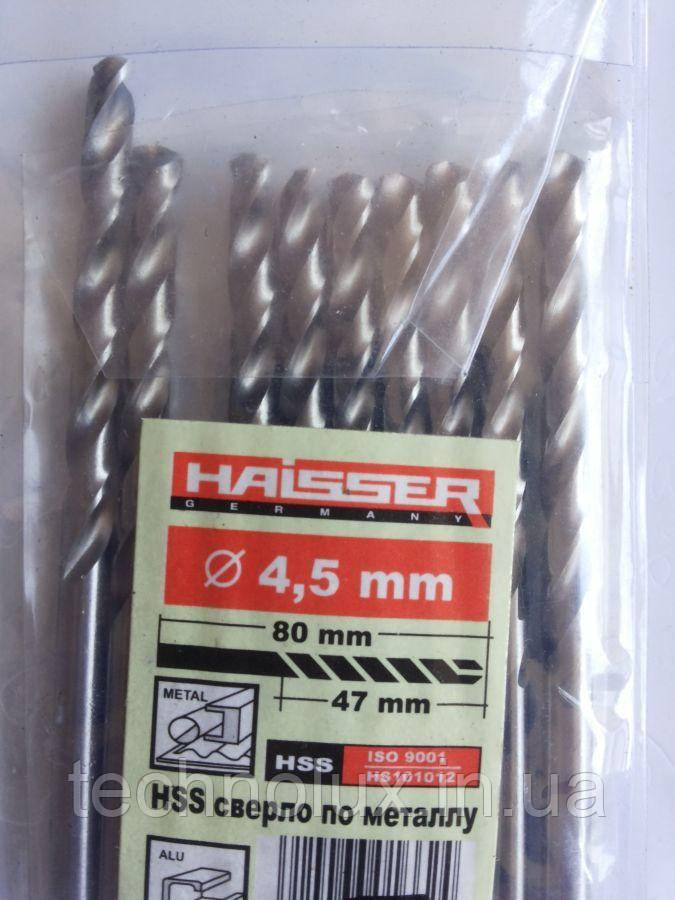 HAISSER
GERMANY
Ø 4,5 mm
80 mm
47 mm
METAL
HSS
ISO 9001
HS101012
technolux.in.ua
HSS сверло по металлу
ALU